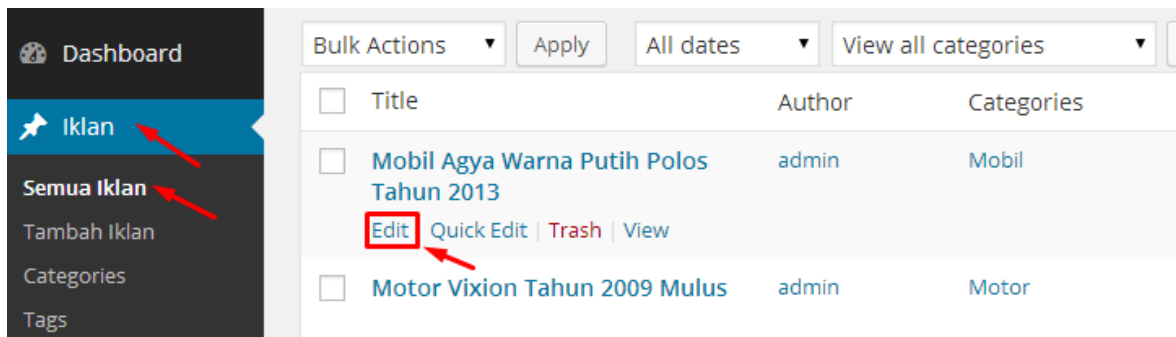 Dashboard
Iklan
Semua Iklan
Tambah Iklan
Categories
Tags
Bulk Actions Apply All dates View all categories
Title Author Categories
Mobil Agya Warna Putih Polos admin Mobil
Tahun 2013
Edit Quick Edit | Trash | View
Motor Vixion Tahun 2009 Mulus admin Motor